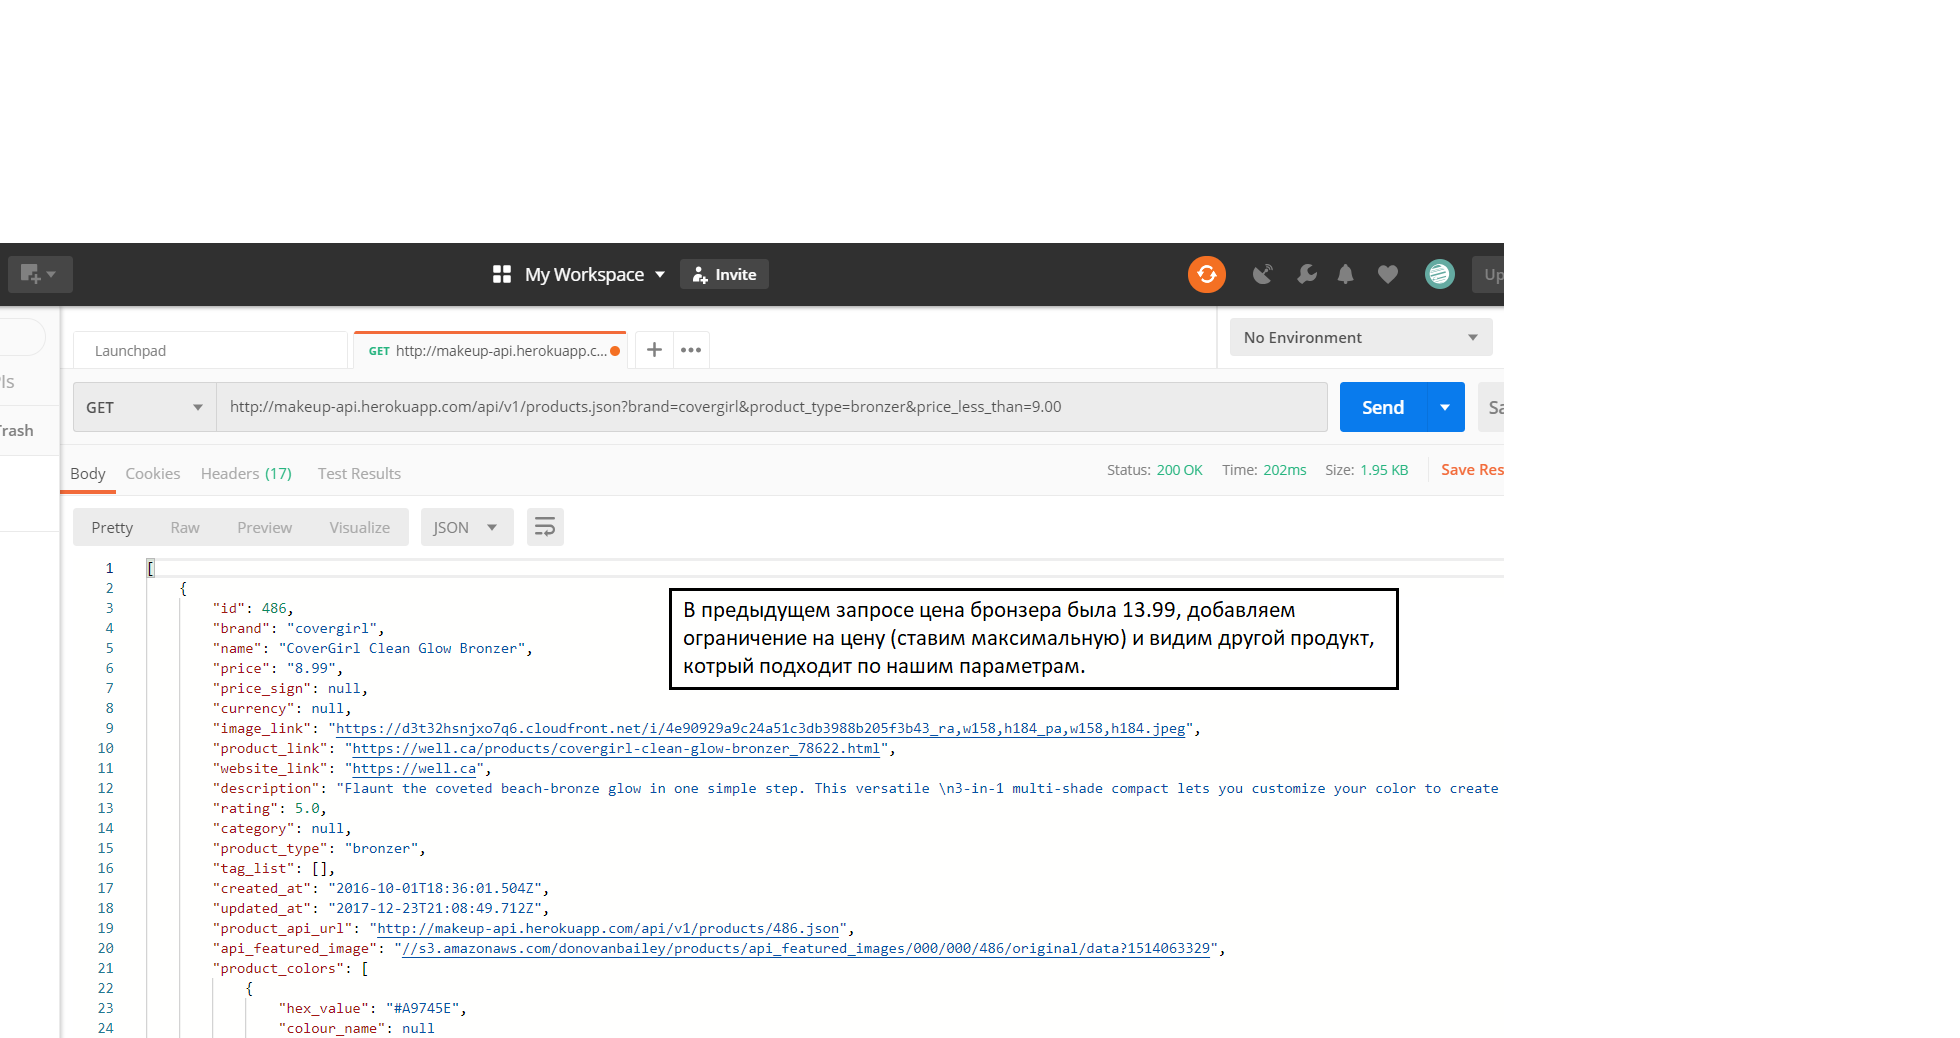 My Workspace
Invite
Up
Launchpad
GET http://makeup-api.herokuapp.c...
No Environment
GET
http://makeup-api.herokuapp.com/api/v1/products.json?brand=covergirl&product_type=bronzer&price_less_than=9.00
Send
Sa
Trash
Body Cookies Headers (17) Test Results
Status: 200 OK Time: 202ms Size: 1.95 KB Save Res
Pretty Raw Preview Visualize JSON
1 [
2 {
3 "id": 486,
4 "brand": "covergirl",
5 "name": "CoverGirl Clean Glow Bronzer",
6 "price": "8.99",
7 "price_sign": null,
8 "currency": null,
9 "image_link": "https://d3t32hsnjxo7q6.cloudfront.net/i/4e90929a9c24a51c3db3988b205f3b43_ra,w158,h184_pa,w158,h184.jpeg",
10 "product_link": "https://well.ca/products/covergirl-clean-glow-bronzer_78622.html",
11 "website_link": "https://well.ca",
12 "description": "Flaunt the coveted beach-bronze glow in one simple step. This versatile \n3-in-1 multi-shade compact lets you customize your color to create
13 "rating": 5.0,
14 "category": null,
15 "product_type": "bronzer",
16 "tag_list": [],
17 "created_at": "2016-10-01T18:36:01.504Z",
18 "updated_at": "2017-12-23T21:08:49.712Z",
19 "product_api_url": "http://makeup-api.herokuapp.com/api/v1/products/486.json",
20 "api_featured_image": "//s3.amazonaws.com/donovanbailey/products/api_featured_images/000/000/486/original/data?1514063329",
21 "product_colors": [
22 {
23 "hex_value": "#A9745E",
24 "colour_name": null
В предыдущем запросе цена бронзера была 13.99, добавляем
ограничение на цену (ставим максимальную) и видим другой продукт,
котрый подходит по нашим параметрам.